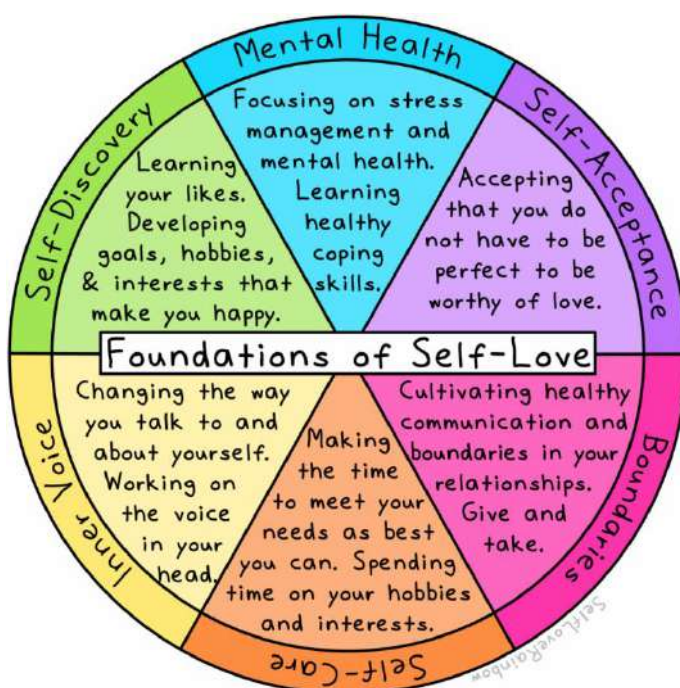 Mental Health
Focusing on stress
management and
mental health.
Learning
healthy
coping
skills.
Self-Acceptance
Accepting
that you do
not have to be
perfect to be
worthy of love.
Boundaries
Cultivating healthy
communication and
boundaries in your
relationships.
Give and
take.
Self-Care
Making
the time
to meet your
needs as best
you can. Spending
time on your hobbies
and interests.
Inner Voice
Changing the way
you talk to and
about yourself.
Working on
the voice
in your
head.
Self-Discovery
Learning
your likes.
Developing
goals, hobbies,
& interests that
make you happy.
Foundations of Self-Love
SelfLoveRainbow